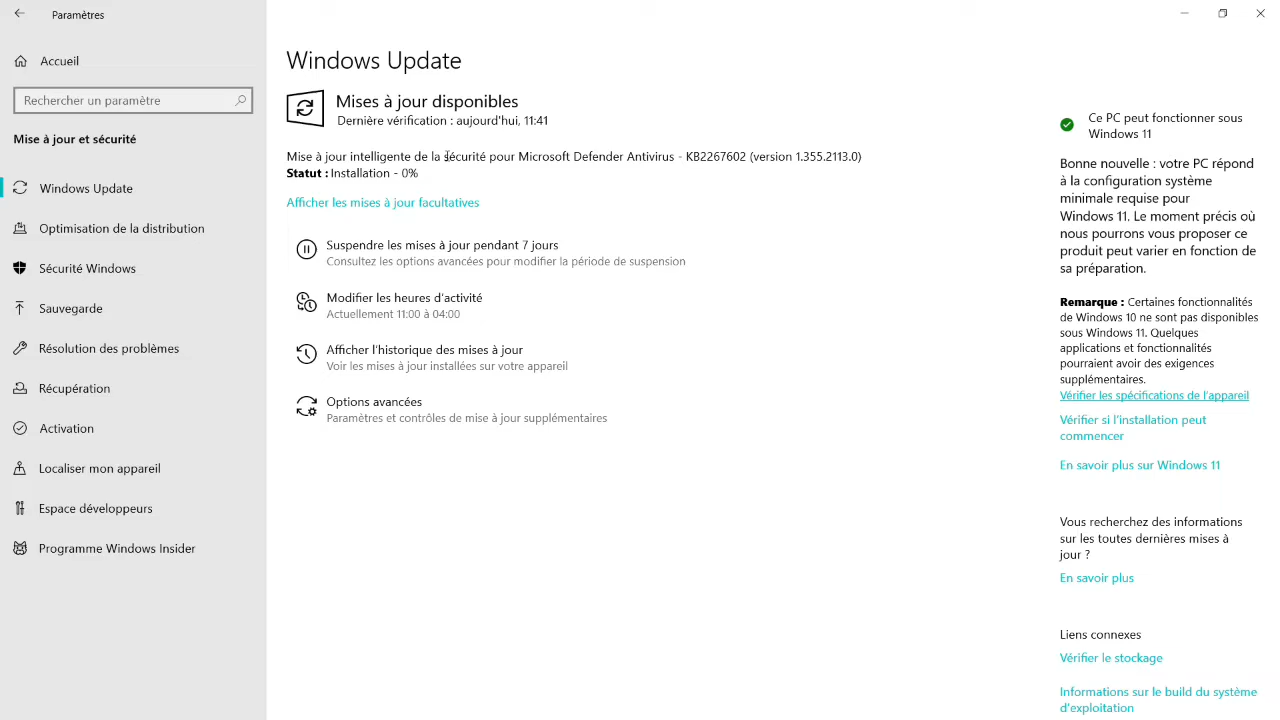 Paramètres
Accueil
Rechercher un paramètre
Mise à jour et sécurité
Windows Update
Optimisation de la distribution
Sécurité Windows
Sauvegarde
Résolution des problèmes
Récupération
Activation
Localiser mon appareil
Espace développeurs
Programme Windows Insider
Windows Update
Mises à jour disponibles
Dernière vérification : aujourd'hui, 11:41
Mise à jour intelligente de la sécurité pour Microsoft Defender Antivirus - KB2267602 (version 1.355.2113.0)
Statut : Installation - 0%
Afficher les mises à jour facultatives
Suspendre les mises à jour pendant 7 jours
Consultez les options avancées pour modifier la période de suspension
Modifier les heures d'activité
Actuellement 11:00 à 04:00
Afficher l'historique des mises à jour
Voir les mises à jour installées sur votre appareil
Options avancées
Paramètres et contrôles de mise à jour supplémentaires
Ce PC peut fonctionner sous
Windows 11
Bonne nouvelle : votre PC répond
à la configuration système
minimale requise pour
Windows 11. Le moment précis où
nous pourrons vous proposer ce
produit peut varier en fonction de
sa préparation.
Remarque : Certaines fonctionnalités
de Windows 10 ne sont pas disponibles
sous Windows 11. Quelques
applications et fonctionnalités
pourraient avoir des exigences
supplémentaires.
Vérifier les spécifications de l'appareil
Vérifier si l'installation peut
commencer
En savoir plus sur Windows 11
Vous recherchez des informations
sur les toutes dernières mises à
jour ?
En savoir plus
Liens connexes
Vérifier le stockage
Informations sur le build du système
d'exploitation